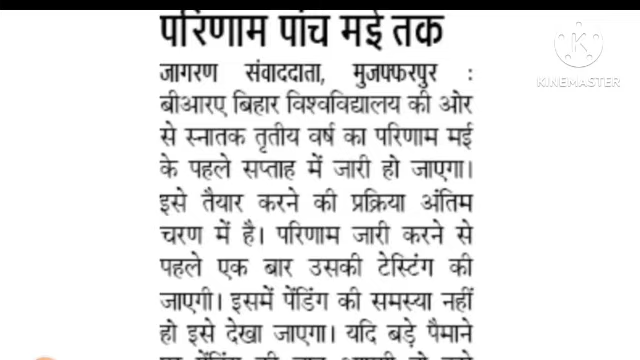 परिणाम पांच मई तक
जागरण संवाददाता, मुजफ्फरपुर :
बीआरए बिहार विश्वविद्यालय की ओर
से स्नातक तृतीय वर्ष का परिणाम मई
के पहले सप्ताह में जारी हो जाएगा।
इसे तैयार करने की प्रक्रिया अंतिम
चरण में है। परिणाम जारी करने से
पहले एक बार उसकी टेस्टिंग की
जाएगी। इसमें पेंडिंग की समस्या नहीं
हो इसे देखा जाएगा। यदि बड़े पैमाने
KINEMASTER